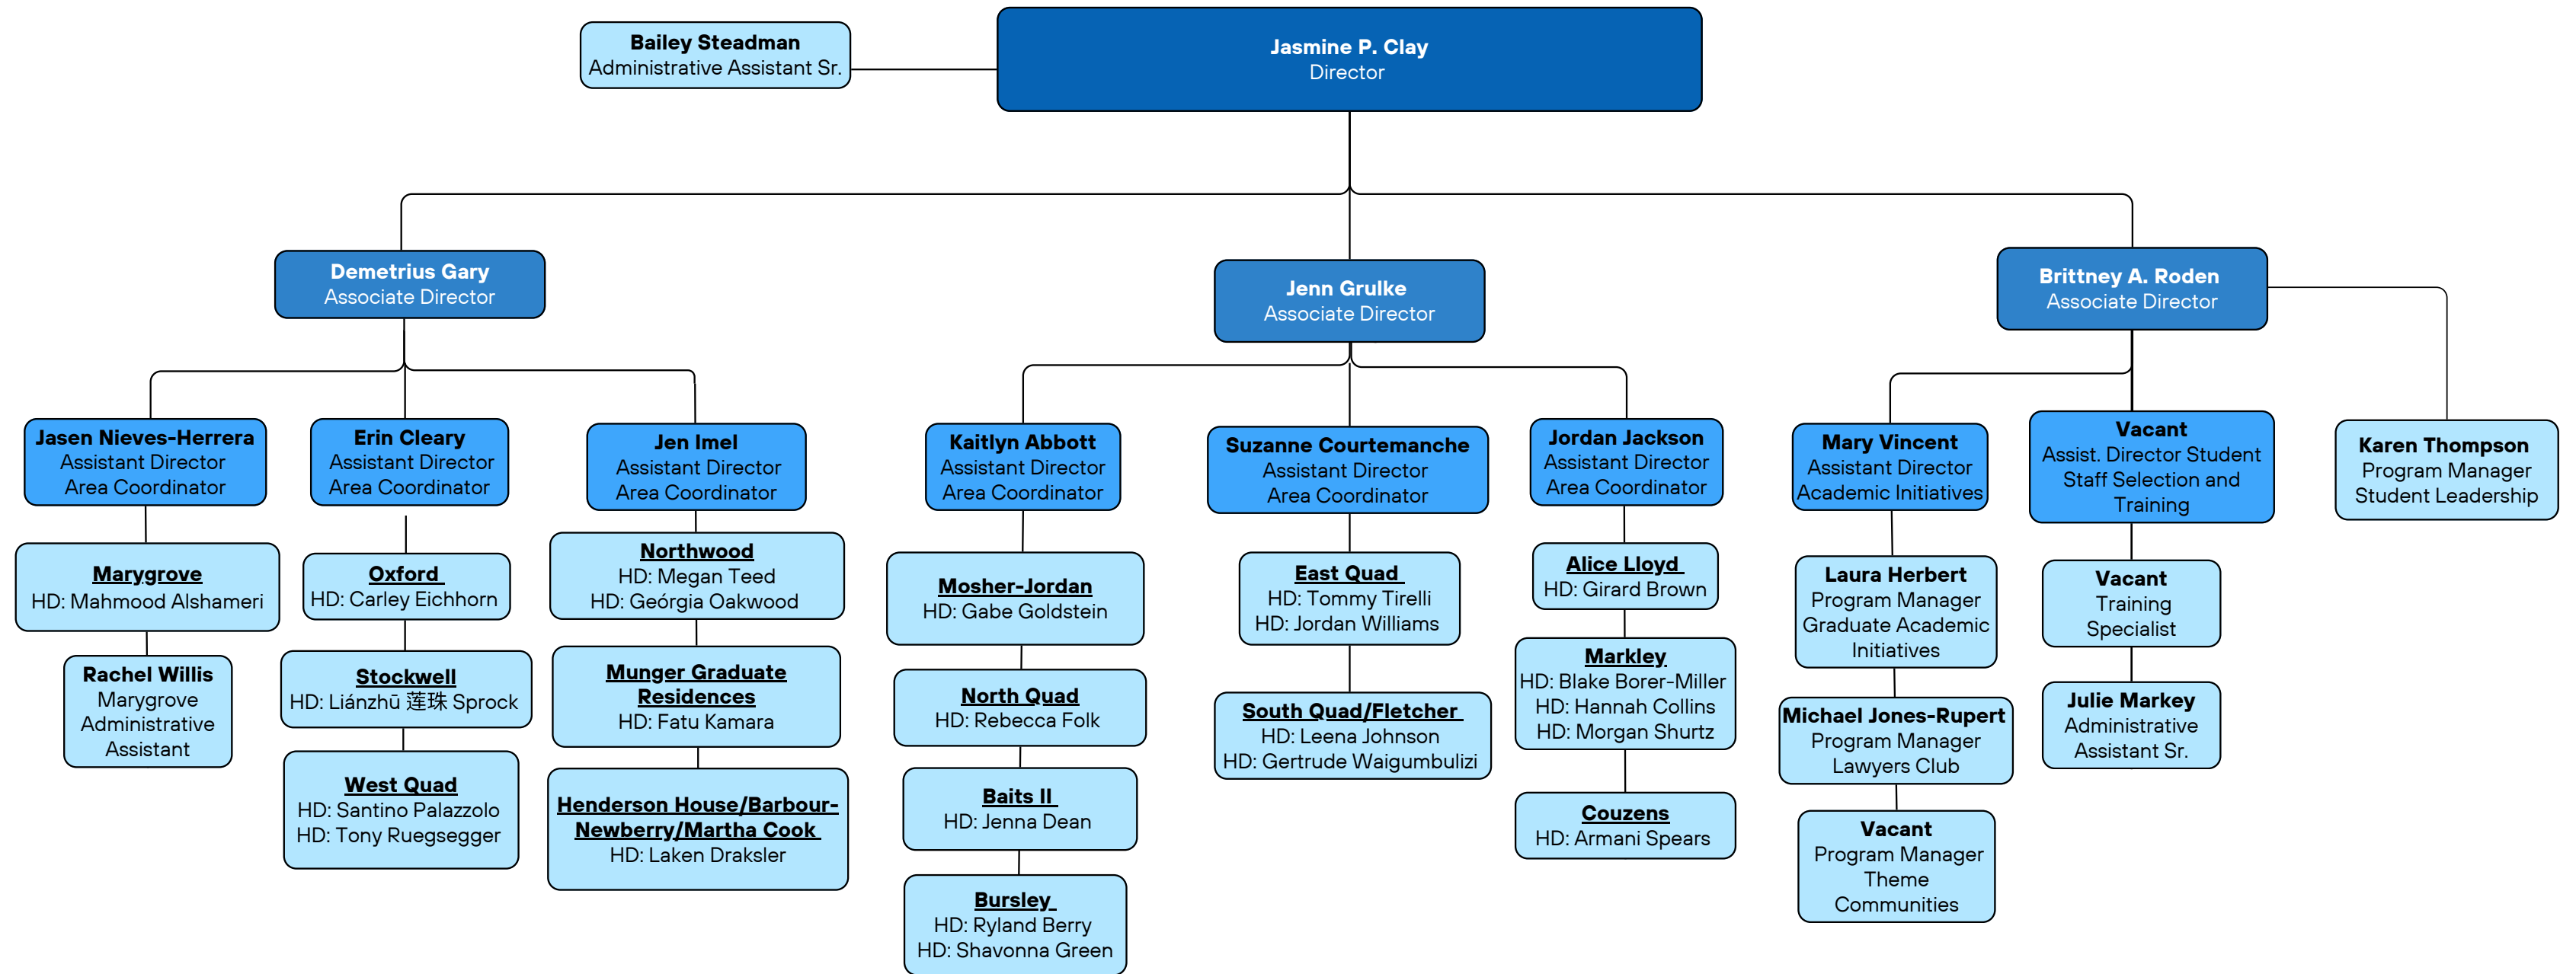 Bailey Steadman
Administrative Assistant Sr.
Jasmine P. Clay
Director
Demetrius Gary
Associate Director
Jenn Grulke
Associate Director
Brittney A. Roden
Associate Director
Jasen Nieves-Herrera
Assistant Director
Area Coordinator
Erin Cleary
Assistant Director
Area Coordinator
Jen Imel
Assistant Director
Area Coordinator
Kaitlyn Abbott
Assistant Director
Area Coordinator
Suzanne Courtemanche
Assistant Director
Area Coordinator
Jordan Jackson
Assistant Director
Area Coordinator
Mary Vincent
Assistant Director
Academic Initiatives
Vacant
Assist. Director Student
Staff Selection and
Training
Karen Thompson
Program Manager
Student Leadership
Marygrove
HD: Mahmood Alshameri
Rachel Willis
Marygrove
Administrative
Assistant
Oxford
HD: Carley Eichhorn
Stockwell
HD: Liánzhū 莲珠 Sprock
West Quad
HD: Santino Palazzolo
HD: Tony Ruegsegger
Northwood
HD: Megan Teed
HD: Geórgia Oakwood
Munger Graduate
Residences
HD: Fatu Kamara
Henderson House/Barbour-
Newberry/Martha Cook
HD: Laken Draksler
Mosher-Jordan
HD: Gabe Goldstein
North Quad
HD: Rebecca Folk
Baits II
HD: Jenna Dean
Bursley
HD: Ryland Berry
HD: Shavonna Green
East Quad
HD: Tommy Tirelli
HD: Jordan Williams
South Quad/Fletcher
HD: Leena Johnson
HD: Gertrude Waigumbulizi
Alice Lloyd
HD: Girard Brown
Markley
HD: Blake Borer-Miller
HD: Hannah Collins
HD: Morgan Shurtz
Couzens
HD: Armani Spears
Laura Herbert
Program Manager
Graduate Academic
Initiatives
Michael Jones-Rupert
Program Manager
Lawyers Club
Vacant
Program Manager
Theme
Communities
Vacant
Training
Specialist
Julie Markey
Administrative
Assistant Sr.